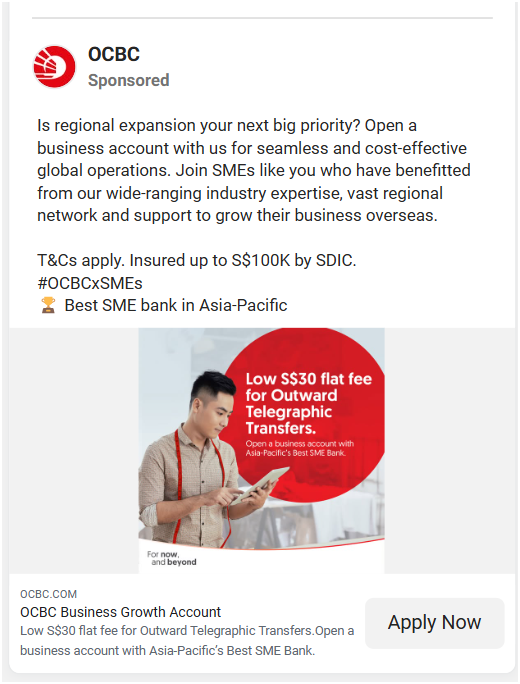 OCBC
Sponsored
Is regional expansion your next big priority? Open a
business account with us for seamless and cost-effective
global operations. Join SMEs like you who have benefitted
from our wide-ranging industry expertise, vast regional
network and support to grow their business overseas.
T&Cs apply. Insured up to S$100K by SDIC.
#OCBCxSMEs
🏆 Best SME bank in Asia-Pacific
Low S$30 flat fee
for Outward
Telegraphic
Transfers.
Open a business account with
Asia-Pacific's Best SME Bank.
For now,
and beyond
OCBC.COM
OCBC Business Growth Account
Low S$30 flat fee for Outward Telegraphic Transfers.Open a
business account with Asia-Pacific's Best SME Bank.
Apply Now